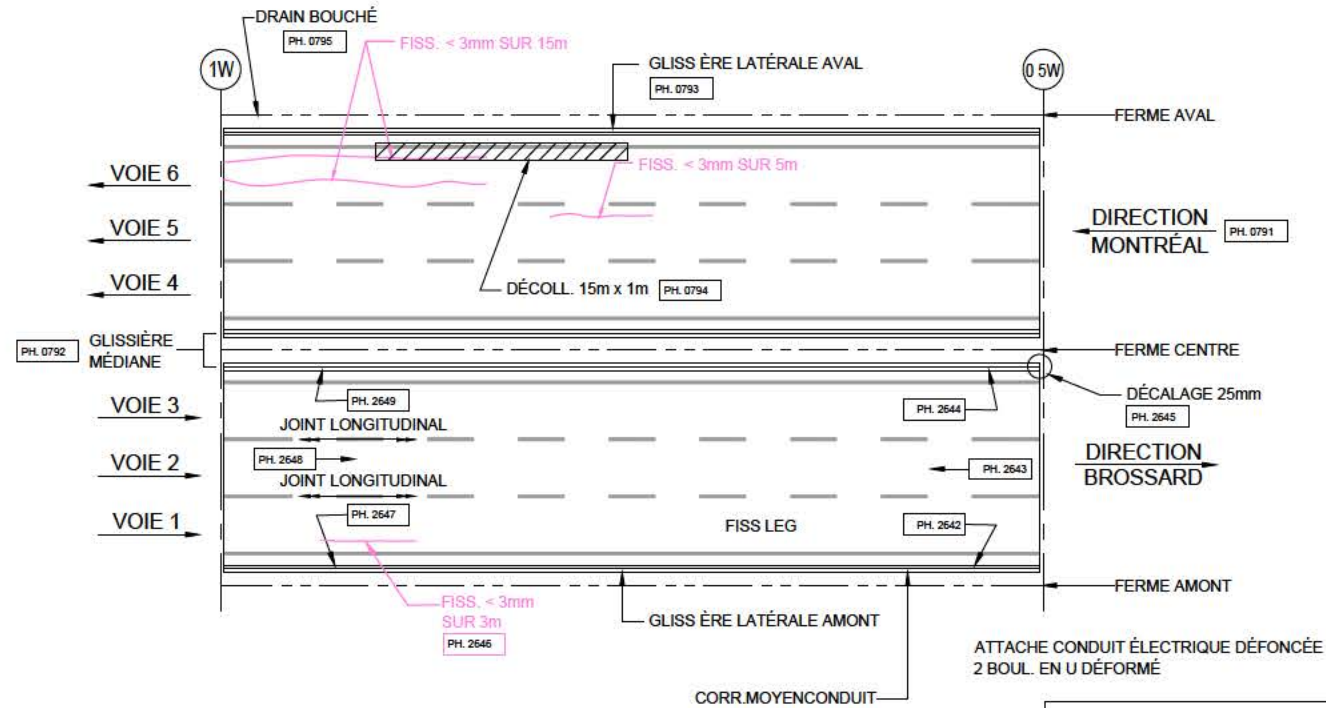 DRAIN BOUCHÉ
PH. 0795
FISS. < 3mm SUR 15m
1W
GLISS ÈRE LATÉRALE AVAL
PH. 0793
0 5W
FERME AVAL
FISS. < 3mm SUR 5m
VOIE 6
VOIE 5
VOIE 4
DIRECTION
MONTRÉAL
PH. 0791
DÉCOLL. 15m x 1m
PH. 0794
PH. 0792
GLISSIÈRE
MÉDIANE
FERME CENTRE
PH. 2649
PH. 2644
DÉCALAGE 25mm
PH. 2645
VOIE 3
JOINT LONGITUDINAL
PH. 2648
VOIE 2
PH. 2643
DIRECTION
BROSSARD
JOINT LONGITUDINAL
PH. 2647
VOIE 1
FISS LEG
PH. 2642
FERME AMONT
FISS. < 3mm
SUR 3m
PH. 2646
GLISS ÈRE LATÉRALE AMONT
ATTACHE CONDUIT ÉLECTRIQUE DÉFONCÉE
2 BOUL. EN U DÉFORMÉ
CORR.MOYENCONDUIT